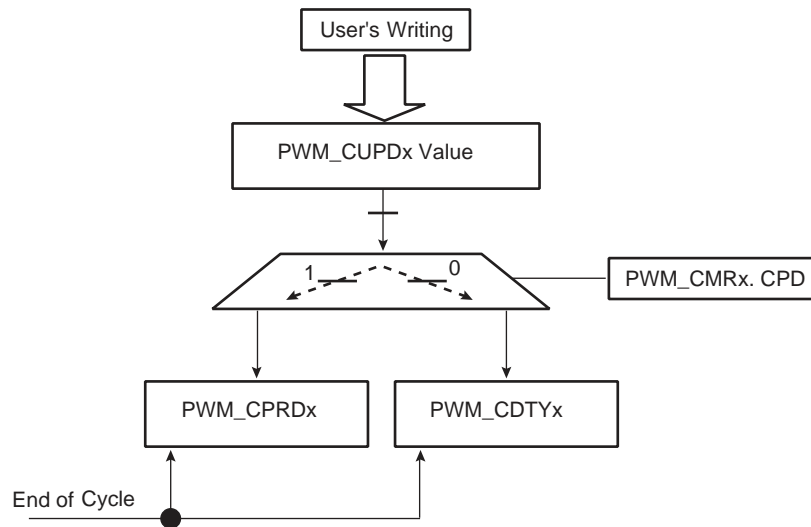 User's Writing
PWM_CUPDx Value
1
0
PWM_CMRx. CPD
PWM_CPRDx
PWM_CDTYx
End of Cycle